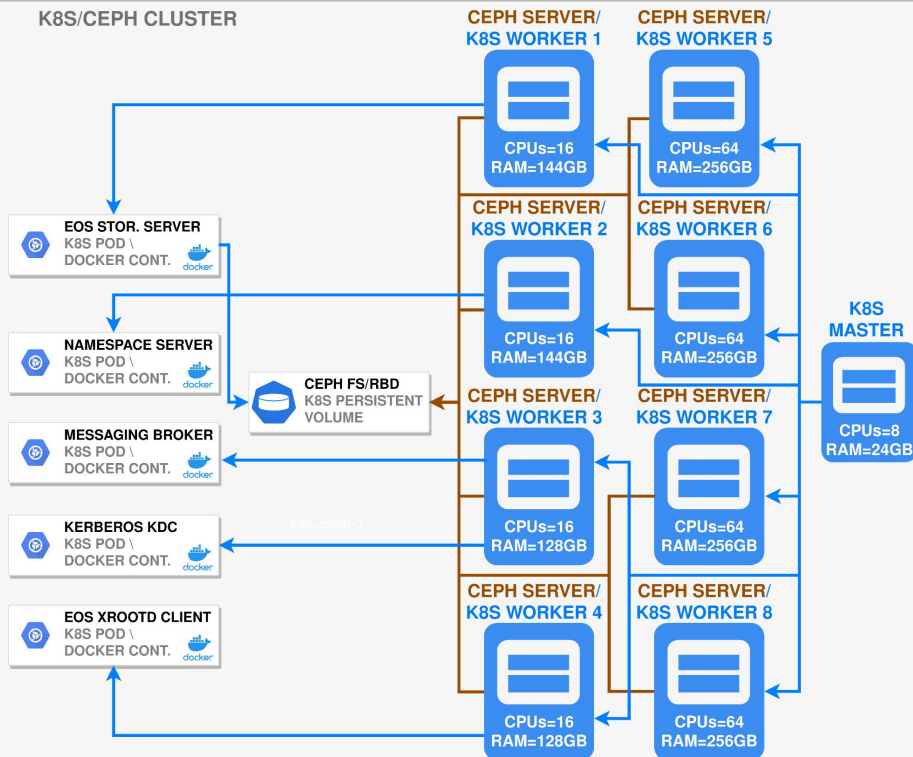 K8S/CEPH CLUSTER
CEPH SERVER/
K8S WORKER 1
CPUs=16
RAM=144GB
CEPH SERVER/
K8S WORKER 5
CPUs=64
RAM=256GB
EOS STOR. SERVER
K8S POD \
DOCKER CONT.
docker
CEPH SERVER/
K8S WORKER 2
CPUs=16
RAM=144GB
CEPH SERVER/
K8S WORKER 6
CPUs=64
RAM=256GB
K8S
MASTER
CPUs=8
RAM=24GB
NAMESPACE SERVER
K8S POD \
DOCKER CONT.
docker
CEPH FS/RBD
K8S PERSISTENT
VOLUME
CEPH SERVER/
K8S WORKER 3
CPUs=16
RAM=128GB
CEPH SERVER/
K8S WORKER 7
CPUs=64
RAM=256GB
MESSAGING BROKER
K8S POD \
DOCKER CONT.
docker
KERBEROS KDC
K8S POD \
DOCKER CONT.
docker
k8s-ceph-3
CEPH SERVER/
K8S WORKER 4
CPUs=16
RAM=128GB
CEPH SERVER/
K8S WORKER 8
CPUs=64
RAM=256GB
EOS XROOTD CLIENT
K8S POD \
DOCKER CONT.
docker